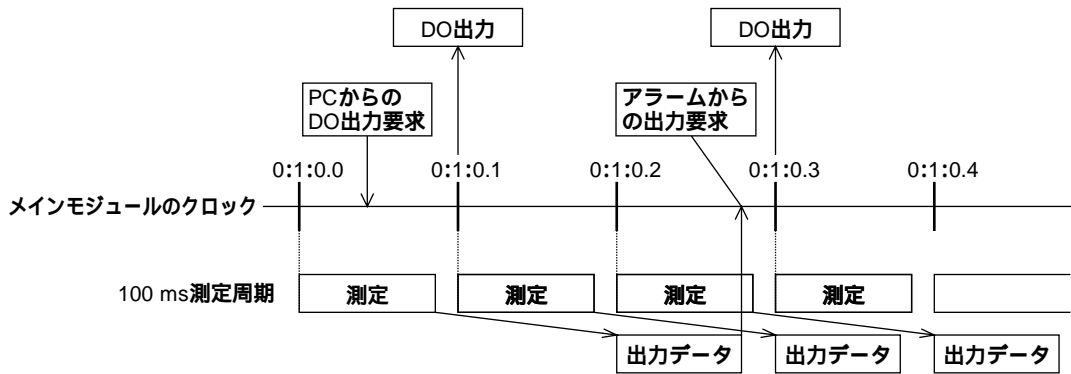 DO出力
DO出力
PCからの
DO出力要求
アラームから
の出力要求
0:1:0.0
0:1:0.1
0:1:0.2
0:1:0.3
0:1:0.4
メインモジュールのクロック
100 ms測定周期
測定
測定
測定
測定
出力データ
出力データ
出力データ